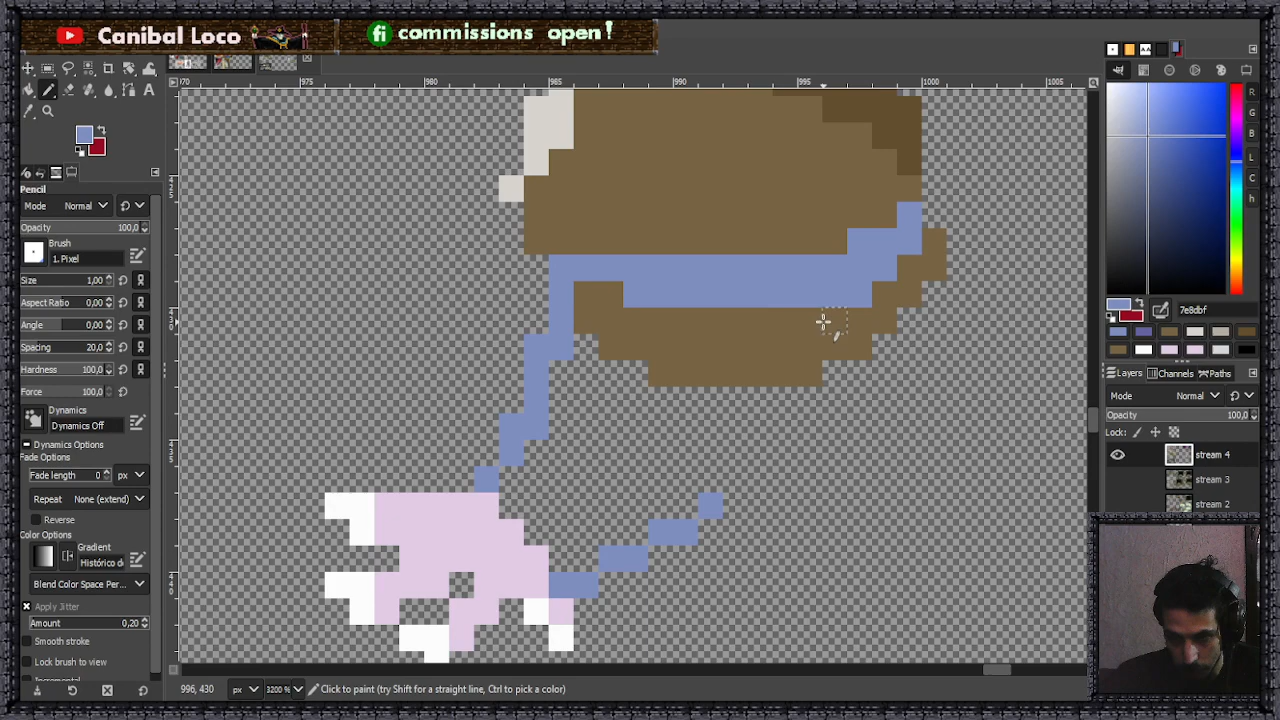 Canibal Loco
fi commissions open!
970
975
980
985
990
995
1000
1005
Pencil
Mode Normal
Opacity 100,0
Brush
1. Pixel
Size 1,00
Aspect Ratio 0,00
Angle 0,00
Spacing 20,0
Hardness 100,0
Force 100,0
Dynamics
Dynamics Off
Dynamics Options
Fade Options
Fade length 0 px
Repeat None (extend)
Reverse
Color Options
Gradient
Histórico d
Blend Color Space Per...
Apply Jitter
Amount 0,20
Smooth stroke
Lock brush to view
Incremental
996, 430 px 3200 % Click to paint (try Shift for a straight line, Ctrl to pick a color)
R
G
B
L
C
h
7e8dbf
Layers Channels Paths
Mode Normal
Opacity 100,0
Lock:
stream 4
stream 3
stream 2